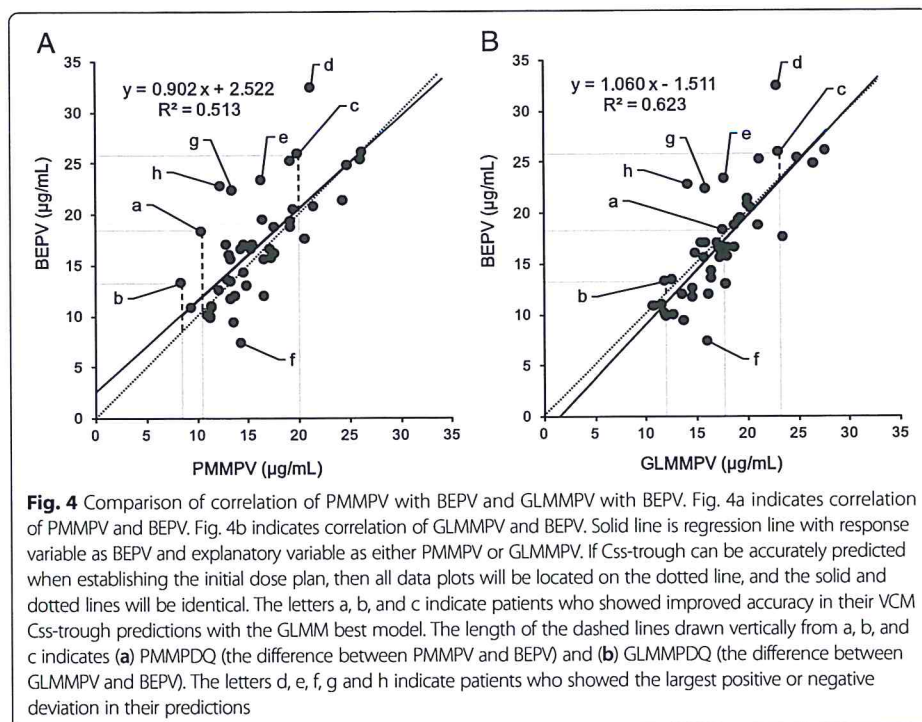 A
B
35
30
25
20
15
10
5
0
BEPV (µg/mL)
y = 0.902 x + 2.522
R² = 0.513
d
c
e
g
h
a
b
f
0 5 10 15 20 25 30 35
PMMPV (µg/mL)
35
30
25
20
15
10
5
0
BEPV (µg/mL)
y = 1.060 x - 1.511
R² = 0.623
d
c
e
g
h
a
b
f
0 5 10 15 20 25 30 35
GLMMPV (µg/mL)
Fig. 4 Comparison of correlation of PMMPV with BEPV and GLMMPV with BEPV. Fig. 4a indicates correlation
of PMMPV and BEPV. Fig. 4b indicates correlation of GLMMPV and BEPV. Solid line is regression line with response
variable as BEPV and explanatory variable as either PMMPV or GLMMPV. If Css-trough can be accurately predicted
when establishing the initial dose plan, then all data plots will be located on the dotted line, and the solid and
dotted lines will be identical. The letters a, b, and c indicate patients who showed improved accuracy in their VCM
Css-trough predictions with the GLMM best model. The length of the dashed lines drawn vertically from a, b, and
c indicates (a) PMMPDQ (the difference between PMMPV and BEPV) and (b) GLMMPDQ (the difference between
GLMMPV and BEPV). The letters d, e, f, g and h indicate patients who showed the largest positive or negative
deviation in their predictions